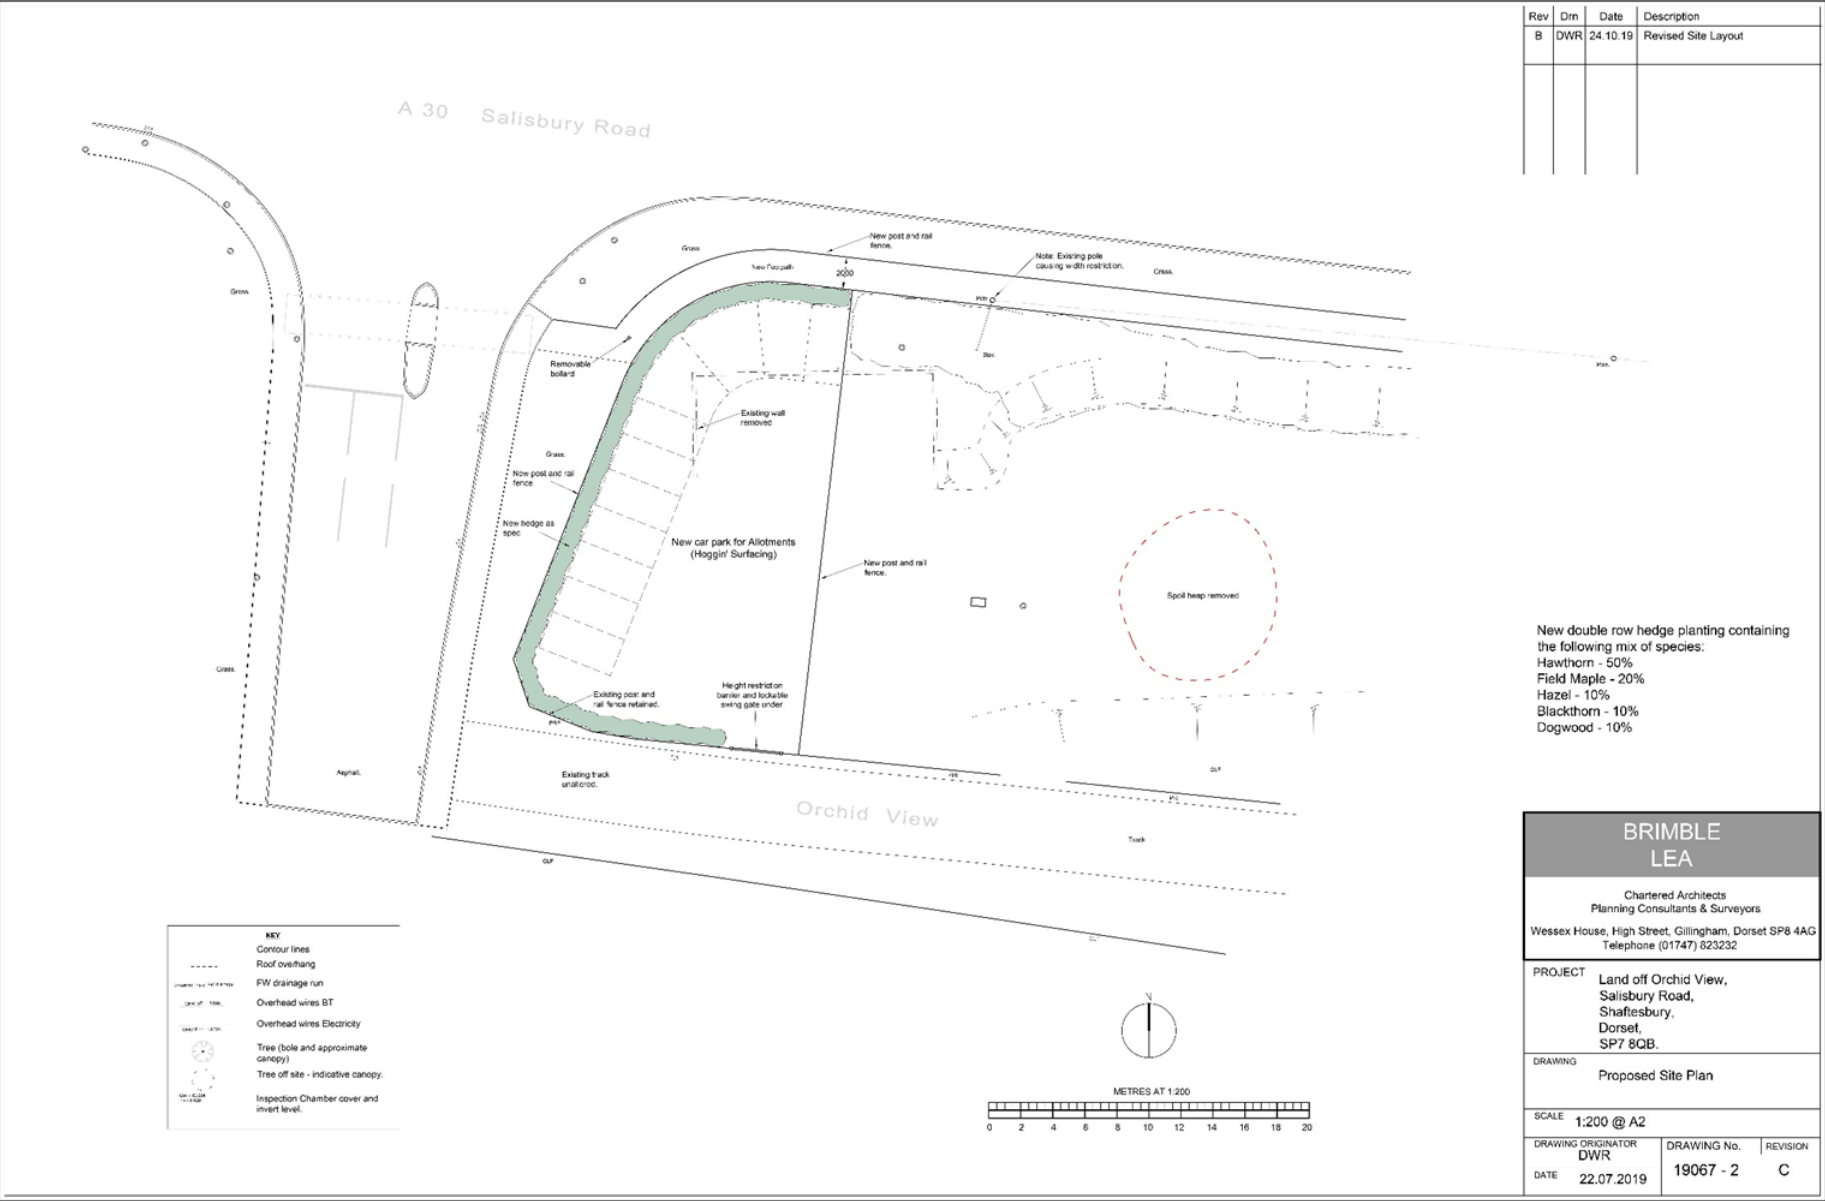 Rev Drn Date Description
B DWR 24.10.19 Revised Site Layout
A 30 Salisbury Road
New post and rail
fence.
Grass
New Footpath
2000
Note: Existing pole
causing width restriction.
Grass.
Pole
Grass.
Removable
bollard
Existing wall
removed
Grass.
New post and rail
fence
New hedge as
spec
New car park for Allotments
(Hoggin' Surfacing)
New post and rail
fence.
Spoil heap removed
New double row hedge planting containing
the following mix of species:
Hawthorn - 50%
Field Maple - 20%
Hazel - 10%
Blackthorn - 10%
Dogwood - 10%
Grass.
Existing post and
rail fence retained.
Height restriction
barrier and lockable
swing gate under
Asphalt.
Existing track
unaltered.
Orchid View
Track
CLF
BRIMBLE
LEA
Chartered Architects
Planning Consultants & Surveyors
Wessex House, High Street, Gillingham, Dorset SP8 4AG
Telephone (01747) 823232
PROJECT Land off Orchid View,
Salisbury Road,
Shaftesbury,
Dorset,
SP7 8QB.
DRAWING
Proposed Site Plan
SCALE 1:200 @ A2
DRAWING ORIGINATOR
DWR
DATE 22.07.2019
DRAWING No.
19067 - 2
REVISION
C
KEY
Contour lines
Roof overhang
FW drainage run
Overhead wires BT
Overhead wires Electricity
Tree (bole and approximate
canopy)
Tree off site - indicative canopy.
Inspection Chamber cover and
invert level.
N
METRES AT 1:200
0 2 4 6 8 10 12 14 16 18 20